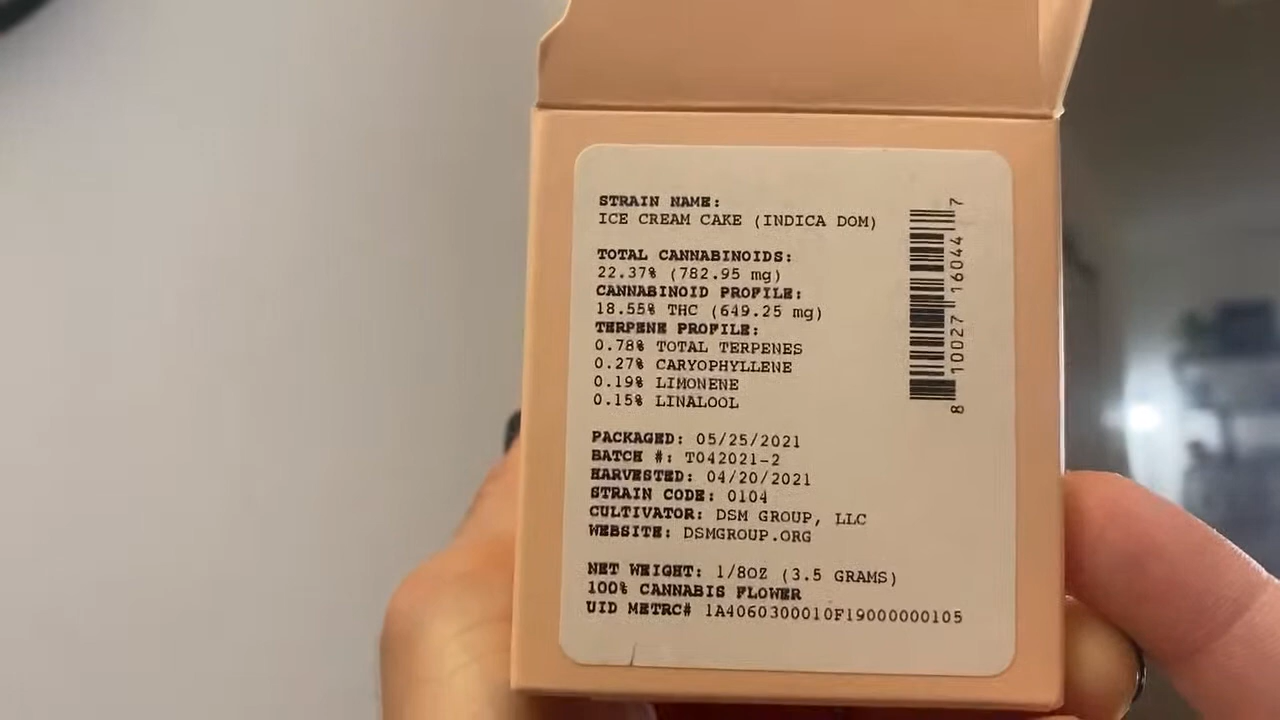 STRAIN NAME:
ICE CREAM CAKE (INDICA DOM)
TOTAL CANNABINOIDS:
22.37% (782.95 mg)
CANNABINOID PROFILE:
18.55% THC (649.25 mg)
TERPENE PROFILE:
0.78% TOTAL TERPENES
0.27% CARYOPHYLLENE
0.19% LIMONENE
0.15% LINALOOL
PACKAGED: 05/25/2021
BATCH #: T042021-2
HARVESTED: 04/20/2021
STRAIN CODE: 0104
CULTIVATOR: DSM GROUP, LLC
WEBSITE: DSMGROUP.ORG
NET WEIGHT: 1/8OZ (3.5 GRAMS)
100% CANNABIS FLOWER
UID METRC# 1A4060300010F19000000105
8 10027 16044 7